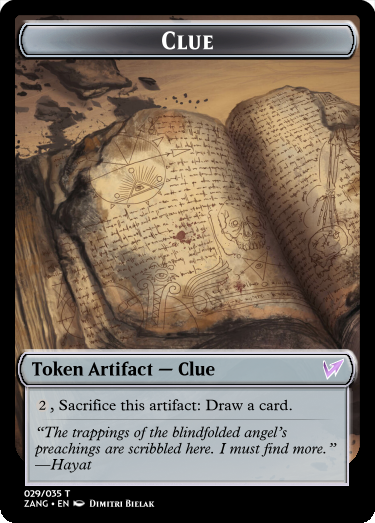 Clue
Token Artifact — Clue
2, Sacrifice this artifact: Draw a card.
“The trappings of the blindfolded angel’s
preachings are scribbled here. I must find more.”
—Hayat
029/035 T
ZANG • EN Dimitri Bielak